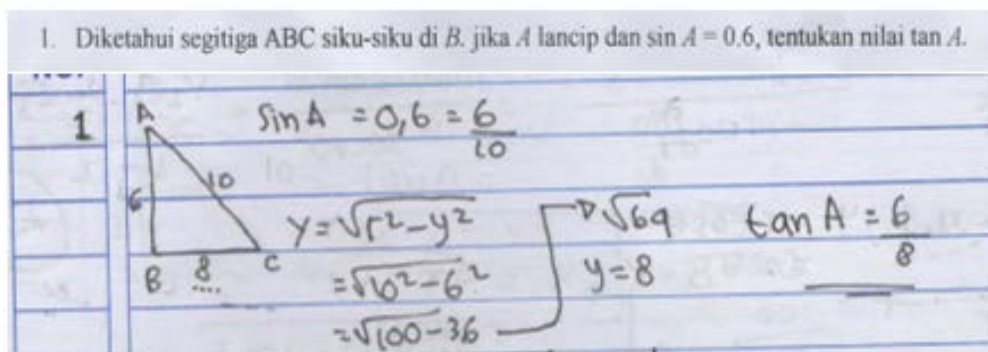 1. Diketahui segitiga ABC siku-siku di B. jika A lancip dan sin A = 0.6, tentukan nilai tan A.
1
A
6
10
B
8
C
Sin A = 0,6 = 6/10
Y = √r² - y²
= √10² - 6²
= √100 - 36
√64
y = 8
tan A = 6/8